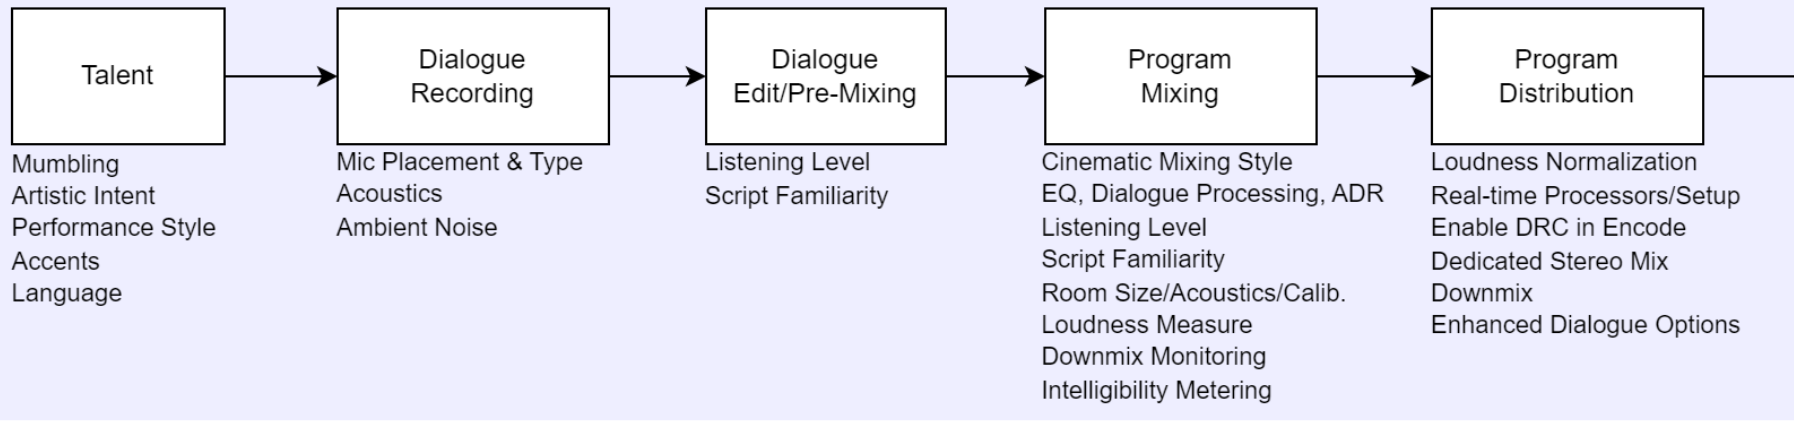 Talent
Mumbling
Artistic Intent
Performance Style
Accents
Language
Dialogue
Recording
Mic Placement & Type
Acoustics
Ambient Noise
Dialogue
Edit/Pre-Mixing
Listening Level
Script Familiarity
Program
Mixing
Cinematic Mixing Style
EQ, Dialogue Processing, ADR
Listening Level
Script Familiarity
Room Size/Acoustics/Calib.
Loudness Measure
Downmix Monitoring
Intelligibility Metering
Program
Distribution
Loudness Normalization
Real-time Processors/Setup
Enable DRC in Encode
Dedicated Stereo Mix
Downmix
Enhanced Dialogue Options